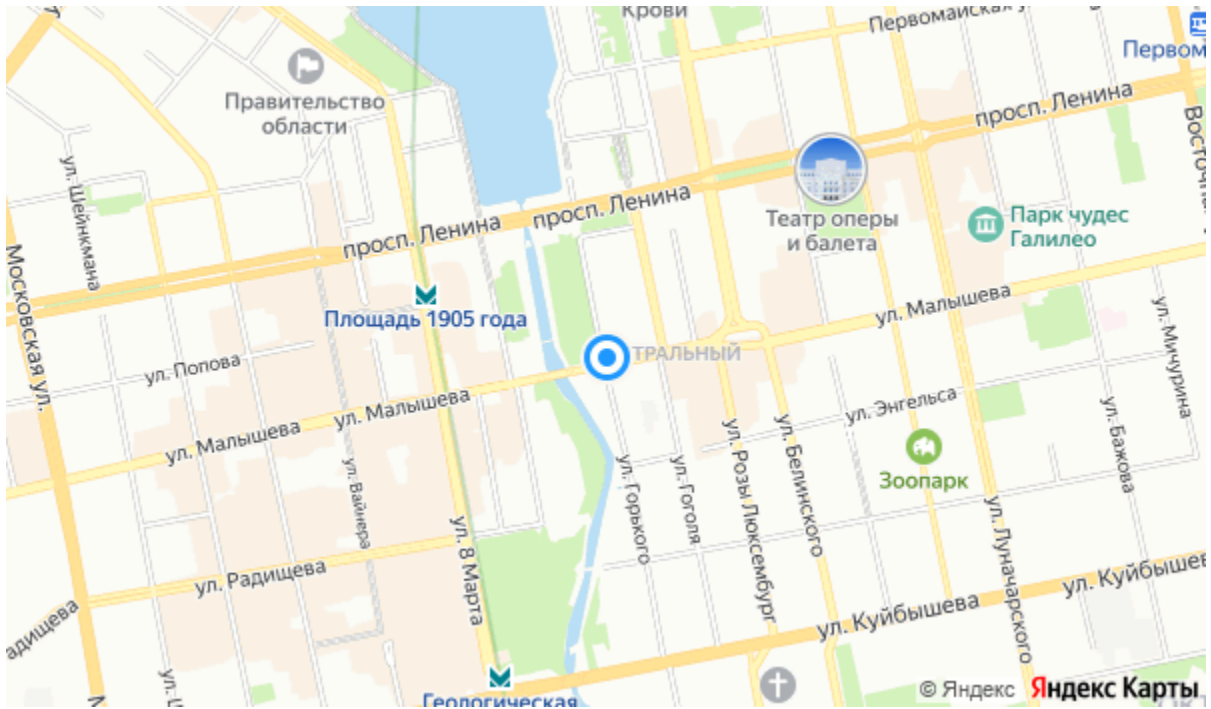 Крови
Первомайская у
Первом
Правительство
области
просп. Ленина
Восточная
ул. Шейнкмана
просп. Ленина
просп. Ленина
Театр оперы
и балета
Парк чудес
Галилео
Московская ул.
Площадь 1905 года
ул. Малышева
ТРАЛЬНЫЙ
ул. Мичурина
ул. Попова
ул. Малышева
ул. Малышева
ул. Энгельса
ул. Бажова
ул. Вайнера
ул. Горького
ул. Гоголя
ул. Розы Люксембург
ул. Белинского
Зоопарк
ул. Луначарского
ул. 8 Марта
ул. Радищева
адищева
ул. Куйбышева
ул. Куйбышев
Геологическая
© Яндекс Яндекс Карты